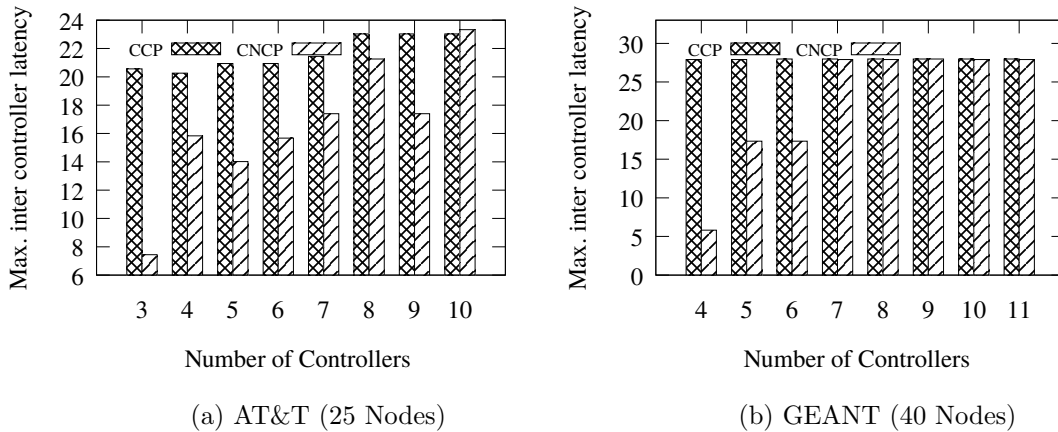 Max. inter controller latency
24
22
20
18
16
14
12
10
8
6
CCP CNCP
3 4 5 6 7 8 9 10
Number of Controllers
(a) AT&T (25 Nodes)
Max. inter controller latency
30
25
20
15
10
5
0
CCP CNCP
4 5 6 7 8 9 10 11
Number of Controllers
(b) GEANT (40 Nodes)